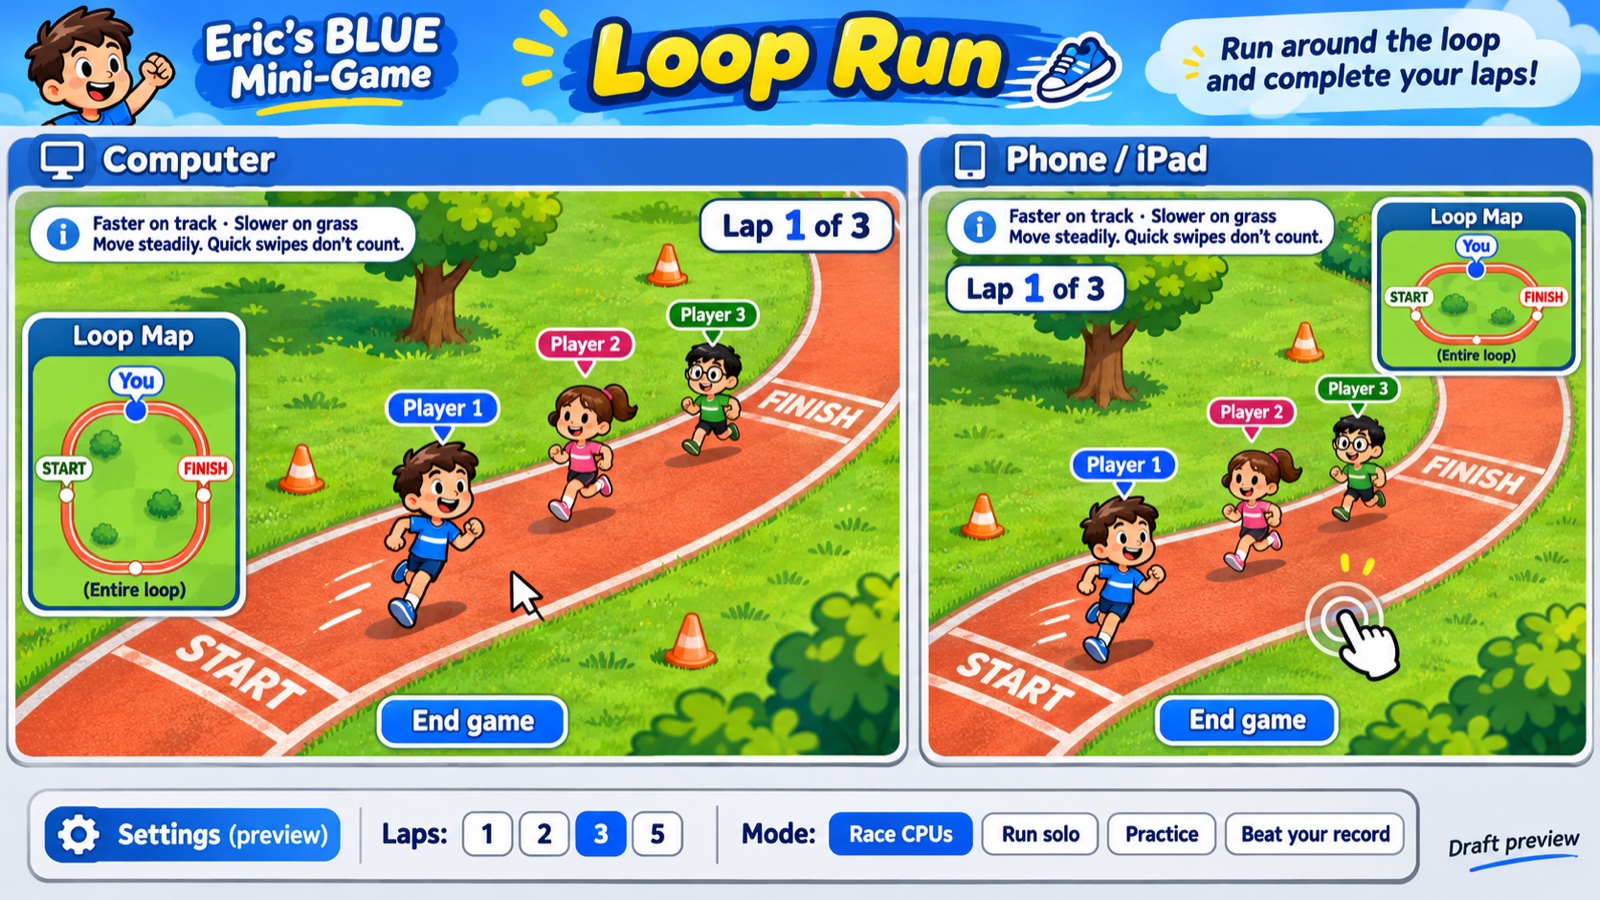 Eric's BLUE
Mini-Game
Loop Run
Run around the loop
and complete your laps!
Computer
Faster on track · Slower on grass
Move steadily. Quick swipes don't count.
Lap 1 of 3
Loop Map
You
START
FINISH
(Entire loop)
Player 1
Player 2
Player 3
FINISH
START
End game
Phone / iPad
Faster on track · Slower on grass
Move steadily. Quick swipes don't count.
Lap 1 of 3
Loop Map
You
START
FINISH
(Entire loop)
Player 1
Player 2
Player 3
FINISH
START
End game
Settings (preview)
Laps: 1 2 3 5
Mode: Race CPUs Run solo Practice Beat your record
Draft preview